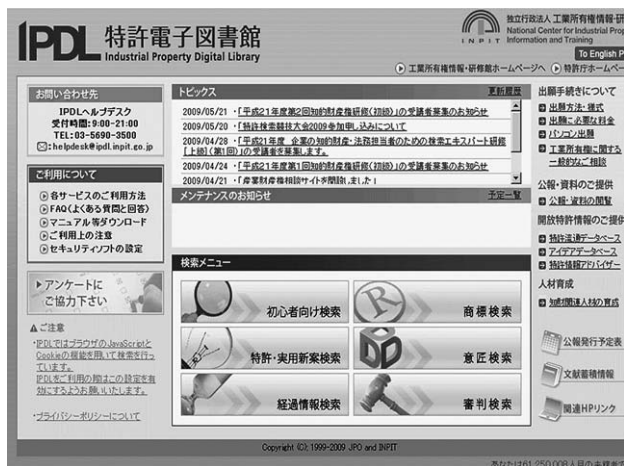 IPDL 特許電子図書館
Industrial Property Digital Library
INPIT
独立行政法人 工業所有権情報・研
National Center for Industrial Prop
Information and Training
To English P
工業所有権情報・研修館ホームページへ 特許庁ホームペー
お問い合わせ先
IPDLヘルプデスク
受付時間:9:00-21:00
TEL:03-5690-3500
:helpdesk@ipdl.inpit.go.jp
ご利用について
各サービスのご利用方法
FAQ(よくある質問と回答)
マニュアル等ダウンロード
ご利用上の注意
セキュリティソフトの設定
アンケートに
ご協力下さい
ご注意
・IPDLではブラウザのJavaScriptと
Cookieの機能を用いて検索を行っ
ています。
IPDLをご利用の際はこの設定を有
効にするようお願いいたします。
・プライバシーポリシーについて
トピックス 更新履歴
2009/05/21 ・「平成21年度第2回知的財産権研修(初級)」の受講者募集のお知らせ
2009/05/20 ・「特許検索競技大会2009参加申し込みについて
2009/04/28 ・「平成21年度 企業の知的財産・法務担当者のための検索エキスパート研修
[上級](第1回)」の受講者を募集します。
2009/04/24 ・「平成21年度第1回知的財産権研修(初級)」の受講者募集のお知らせ
2009/04/21 ・「産業財産権相談サイトを開設しました」
メンテナンスのお知らせ 予定一覧
検索メニュー
初心者向け検索
商標検索
特許・実用新案検索
意匠検索
経過情報検索
審判検索
出願手続きについて
出願方法・様式
出願に必要な料金
パソコン出願
工業所有権に関する
一般的なご相談
公報・資料のご提供
公報・資料の閲覧
開放特許情報のご提供
特許流通データベース
アイデアデータベース
特許情報アドバイザー
人材育成
知財関連人材の育成
公報発行予定表
文献蓄積情報
関連HPリンク
Copyright (C); 1999-2009 JPO and INPIT